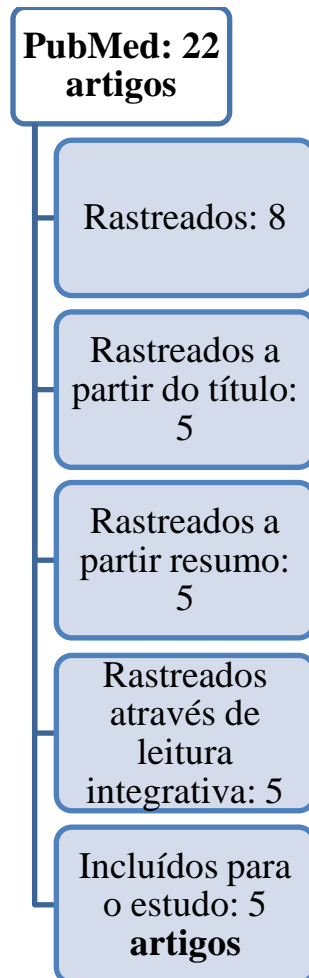 PubMed: 22
artigos
Rastreados: 8
Rastreados a
partir do título:
5
Rastreados a
partir resumo:
5
Rastreados
através de
leitura
integrativa: 5
Incluídos para
o estudo: 5
artigos